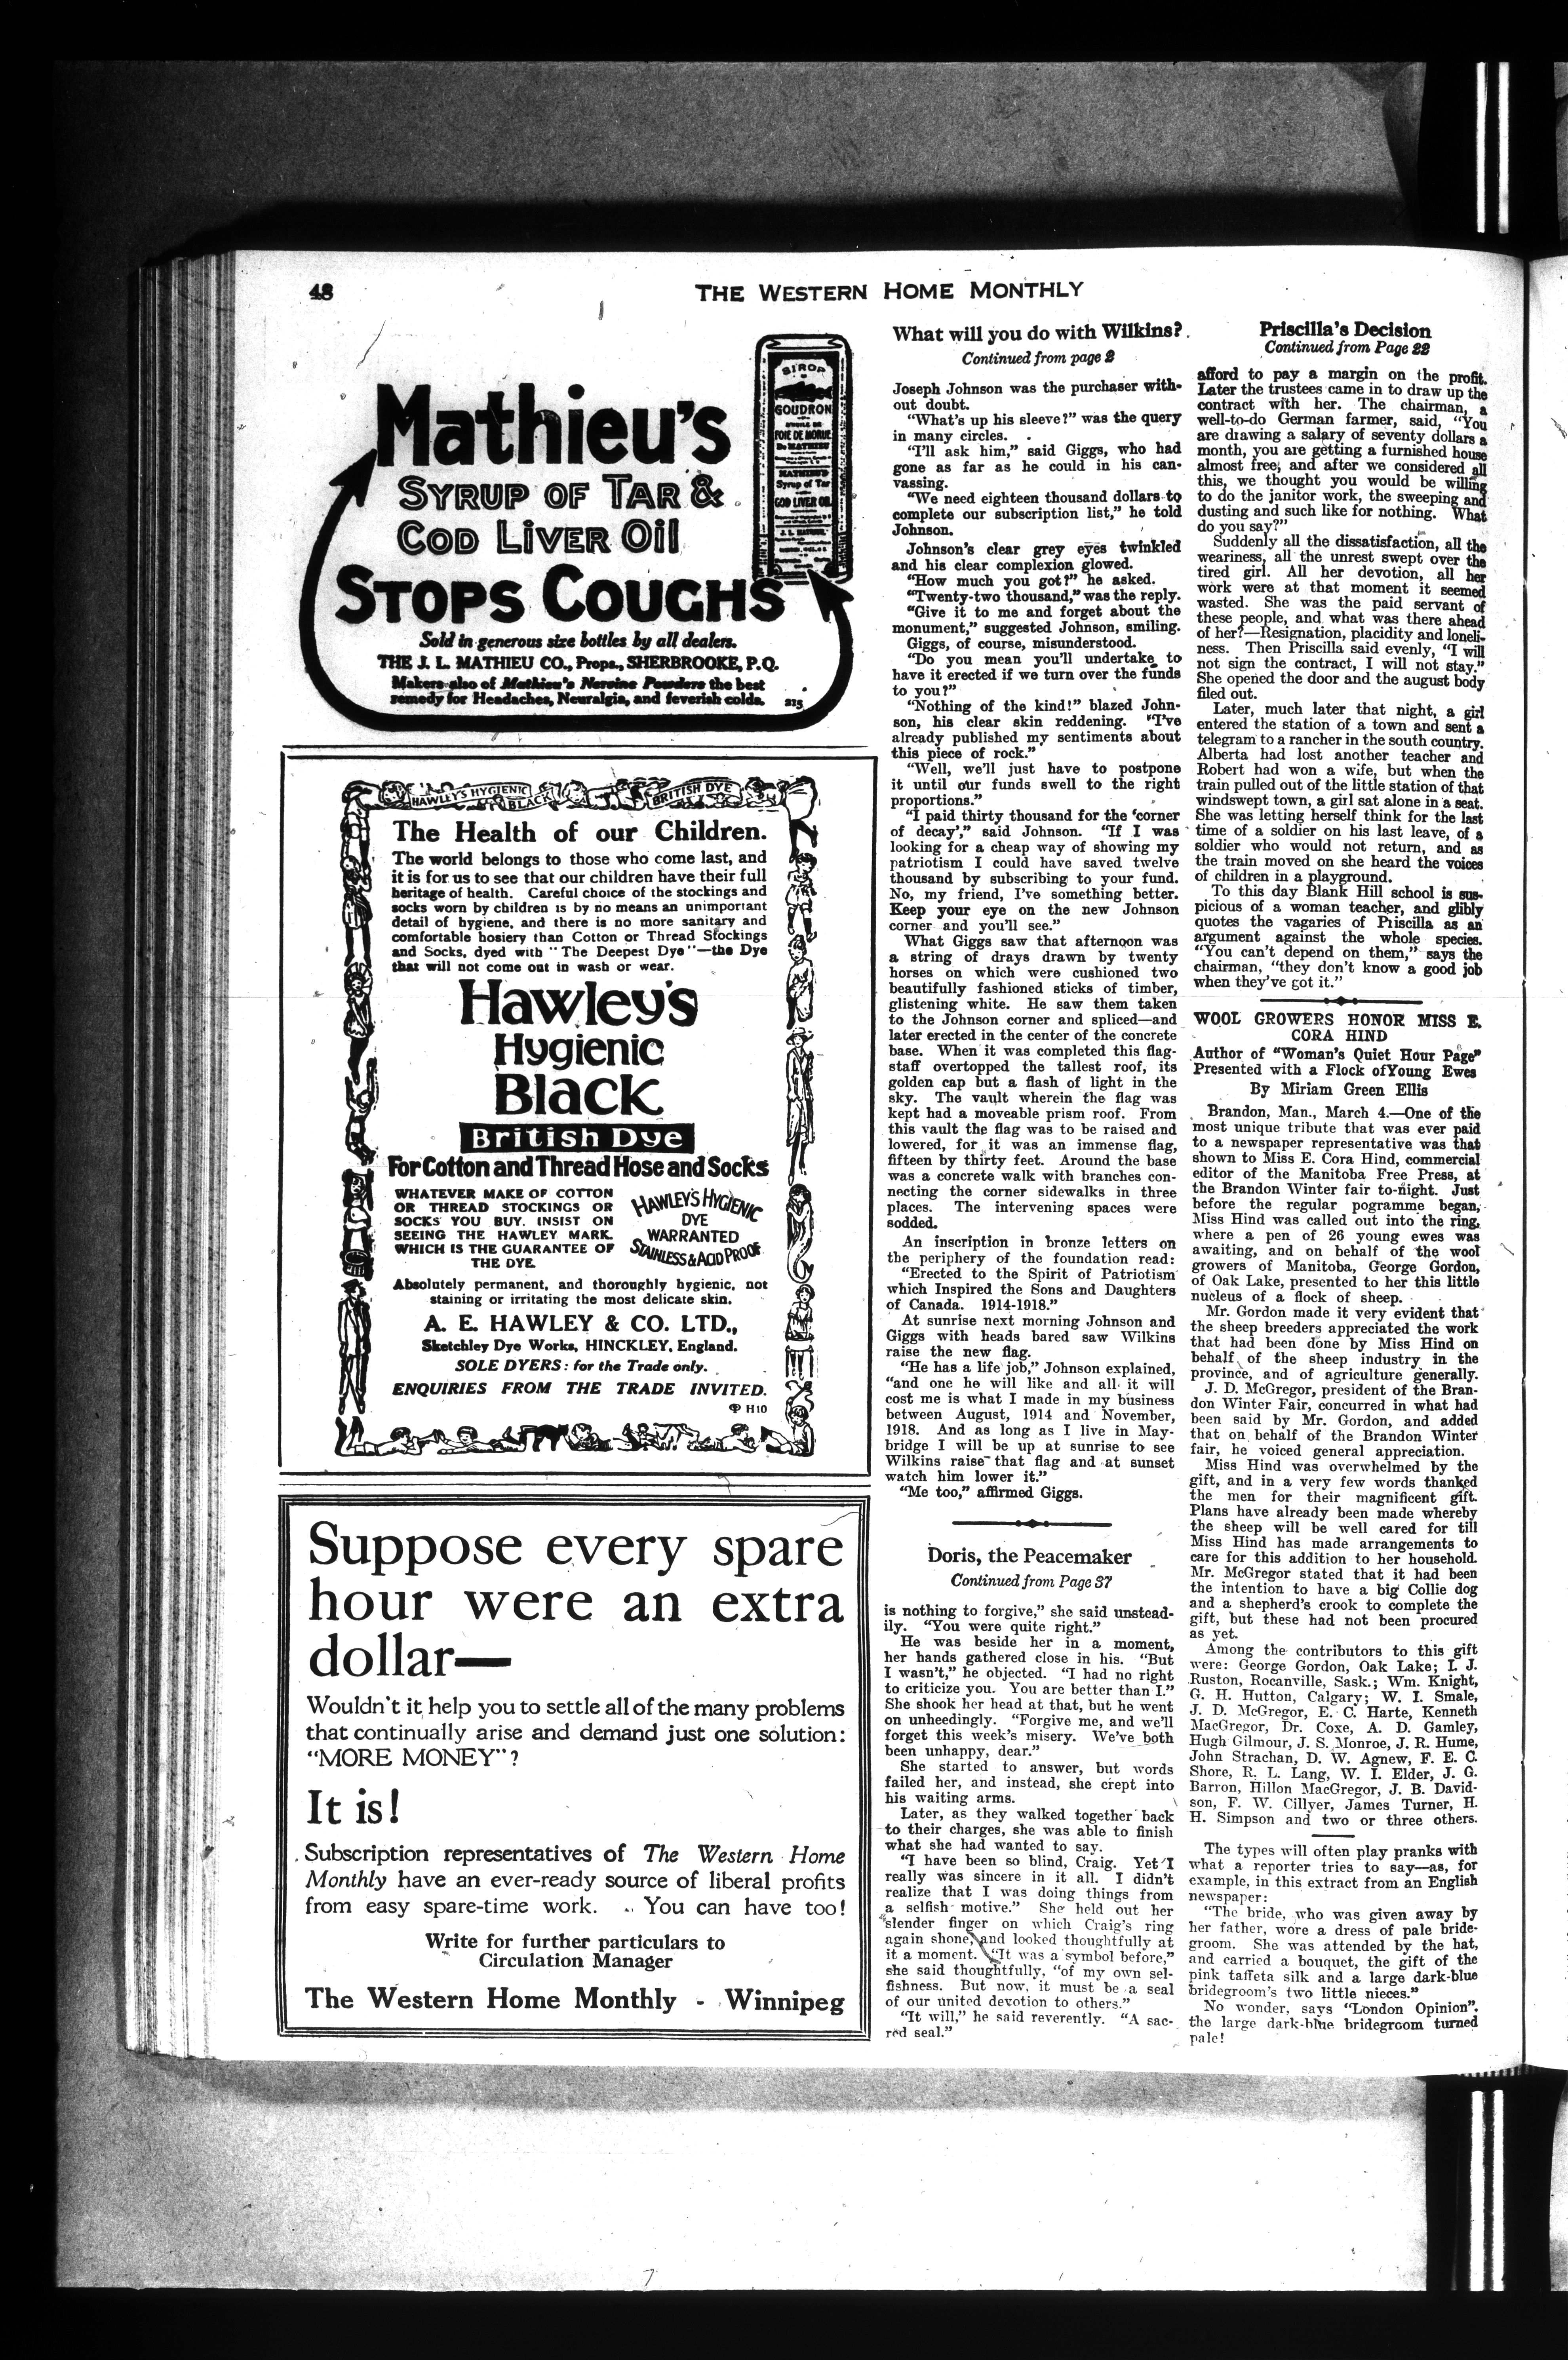 48
THE WESTERN HOME MONTHLY
Mathieu's
SYRUP OF TAR &
COD LIVER OIL
STOPS COUGHS
Sold in generous size bottles by all dealers.
THE J. L. MATHIEU CO., Props., SHERBROOKE, P.Q.
Makers also of Mathieu's Nervine Powders the best
remedy for Headaches, Neuralgia, and feverish colds.
SIROP
GOUDRON
FOIE DE MORUE
De MATHIEU
MATHIEU'S
Syrup of Tar
COD LIVER OIL
HAWLEY'S HYGIENIC
BLACK
BRITISH DYE
The Health of our Children.
The world belongs to those who come last, and
it is for us to see that our children have their full
heritage of health. Careful choice of the stockings and
socks worn by children is by no means an unimportant
detail of hygiene, and there is no more sanitary and
comfortable hosiery than Cotton or Thread Stockings
and Socks, dyed with "The Deepest Dye"—the Dye
that will not come out in wash or wear.
Hawley's
Hygienic
Black
British Dye
For Cotton and Thread Hose and Socks
WHATEVER MAKE OF COTTON
OR THREAD STOCKINGS OR
SOCKS YOU BUY, INSIST ON
SEEING THE HAWLEY MARK,
WHICH IS THE GUARANTEE OF
THE DYE.
HAWLEY'S HYGIENIC
DYE
WARRANTED
STAINLESS & ACID PROOF
Absolutely permanent, and thoroughly hygienic, not
staining or irritating the most delicate skin.
A. E. HAWLEY & CO. LTD.,
Sketchley Dye Works, HINCKLEY, England.
SOLE DYERS: for the Trade only.
ENQUIRIES FROM THE TRADE INVITED.
H10
Suppose every spare
hour were an extra
dollar—
Wouldn't it help you to settle all of the many problems
that continually arise and demand just one solution:
"MORE MONEY"?
It is!
Subscription representatives of The Western Home
Monthly have an ever-ready source of liberal profits
from easy spare-time work. You can have too!
Write for further particulars to
Circulation Manager
The Western Home Monthly - Winnipeg
What will you do with Wilkins?
Continued from page 2
Joseph Johnson was the purchaser with-
out doubt.
"What's up his sleeve?" was the query
in many circles.
"I'll ask him," said Giggs, who had
gone as far as he could in his can-
vassing.
"We need eighteen thousand dollars to
complete our subscription list," he told
Johnson.
Johnson's clear grey eyes twinkled
and his clear complexion glowed.
"How much you got?" he asked.
"Twenty-two thousand," was the reply.
"Give it to me and forget about the
monument," suggested Johnson, smiling.
Giggs, of course, misunderstood.
"Do you mean you'll undertake to
have it erected if we turn over the funds
to you?"
"Nothing of the kind!" blazed John-
son, his clear skin reddening. "I've
already published my sentiments about
this piece of rock."
"Well, we'll just have to postpone
it until our funds swell to the right
proportions."
"I paid thirty thousand for the 'corner
of decay'," said Johnson. "If I was
looking for a cheap way of showing my
patriotism I could have saved twelve
thousand by subscribing to your fund.
No, my friend, I've something better.
Keep your eye on the new Johnson
corner and you'll see."
What Giggs saw that afternoon was
a string of drays drawn by twenty
horses on which were cushioned two
beautifully fashioned sticks of timber,
glistening white. He saw them taken
to the Johnson corner and spliced—and
later erected in the center of the concrete
base. When it was completed this flag-
staff overtopped the tallest roof, its
golden cap but a flash of light in the
sky. The vault wherein the flag was
kept had a moveable prism roof. From
this vault the flag was to be raised and
lowered, for it was an immense flag,
fifteen by thirty feet. Around the base
was a concrete walk with branches con-
necting the corner sidewalks in three
places. The intervening spaces were
sodded.
An inscription in bronze letters on
the periphery of the foundation read:
"Erected to the Spirit of Patriotism
which Inspired the Sons and Daughters
of Canada. 1914-1918."
At sunrise next morning Johnson and
Giggs with heads bared saw Wilkins
raise the new flag.
"He has a life job," Johnson explained,
"and one he will like and all it will
cost me is what I made in my business
between August, 1914 and November,
1918. And as long as I live in May-
bridge I will be up at sunrise to see
Wilkins raise that flag and at sunset
watch him lower it."
"Me too," affirmed Giggs.
Doris, the Peacemaker
Continued from Page 37
is nothing to forgive," she said unstead-
ily. "You were quite right."
He was beside her in a moment,
her hands gathered close in his. "But
I wasn't," he objected. "I had no right
to criticize you. You are better than I."
She shook her head at that, but he went
on unheedingly. "Forgive me, and we'll
forget this week's misery. We've both
been unhappy, dear."
She started to answer, but words
failed her, and instead, she crept into
his waiting arms.
Later, as they walked together back
to their charges, she was able to finish
what she had wanted to say.
"I have been so blind, Craig. Yet I
really was sincere in it all. I didn't
realize that I was doing things from
a selfish motive." She held out her
slender finger on which Craig's ring
again shone, and looked thoughtfully at
it a moment. "It was a symbol before,"
she said thoughtfully, "of my own sel-
fishness. But now, it must be a seal
of our united devotion to others."
"It will," he said reverently. "A sac-
red seal."
Priscilla's Decision
Continued from Page 22
afford to pay a margin on the profit.
Later the trustees came in to draw up the
contract with her. The chairman, a
well-to-do German farmer, said, "You
are drawing a salary of seventy dollars a
month, you are getting a furnished house
almost free; and after we considered all
this, we thought you would be willing
to do the janitor work, the sweeping and
dusting and such like for nothing. What
do you say?"
Suddenly all the dissatisfaction, all the
weariness, all the unrest swept over the
tired girl. All her devotion, all her
work were at that moment it seemed
wasted. She was the paid servant of
these people, and what was there ahead
of her?—Resignation, placidity and loneli-
ness. Then Priscilla said evenly, "I will
not sign the contract, I will not stay."
She opened the door and the august body
filed out.
Later, much later that night, a girl
entered the station of a town and sent a
telegram to a rancher in the south country.
Alberta had lost another teacher and
Robert had won a wife, but when the
train pulled out of the little station of that
windswept town, a girl sat alone in a seat.
She was letting herself think for the last
time of a soldier on his last leave, of a
soldier who would not return, and as
the train moved on she heard the voices
of children in a playground.
To this day Blank Hill school is sus-
picious of a woman teacher, and glibly
quotes the vagaries of Priscilla as an
argument against the whole species.
"You can't depend on them," says the
chairman, "they don't know a good job
when they've got it."
WOOL GROWERS HONOR MISS E.
CORA HIND
Author of "Woman's Quiet Hour Page"
Presented with a Flock ofYoung Ewes
By Miriam Green Ellis
Brandon, Man., March 4.—One of the
most unique tribute that was ever paid
to a newspaper representative was that
shown to Miss E. Cora Hind, commercial
editor of the Manitoba Free Press, at
the Brandon Winter fair to-night. Just
before the regular pogramme began,
Miss Hind was called out into the ring,
where a pen of 26 young ewes was
awaiting, and on behalf of the wool
growers of Manitoba, George Gordon,
of Oak Lake, presented to her this little
nucleus of a flock of sheep.
Mr. Gordon made it very evident that
the sheep breeders appreciated the work
that had been done by Miss Hind on
behalf of the sheep industry in the
province, and of agriculture generally.
J. D. McGregor, president of the Bran-
don Winter Fair, concurred in what had
been said by Mr. Gordon, and added
that on behalf of the Brandon Winter
fair, he voiced general appreciation.
Miss Hind was overwhelmed by the
gift, and in a very few words thanked
the men for their magnificent gift.
Plans have already been made whereby
the sheep will be well cared for till
Miss Hind has made arrangements to
care for this addition to her household.
Mr. McGregor stated that it had been
the intention to have a big Collie dog
and a shepherd's crook to complete the
gift, but these had not been procured
as yet.
Among the contributors to this gift
were: George Gordon, Oak Lake; I. J.
Ruston, Rocanville, Sask.; Wm. Knight,
G. H. Hutton, Calgary; W. I. Smale,
J. D. McGregor, E. C. Harte, Kenneth
MacGregor, Dr. Coxe, A. D. Gamley,
Hugh Gilmour, J. S. Monroe, J. R. Hume,
John Strachan, D. W. Agnew, F. E. C.
Shore, R. L. Lang, W. I. Elder, J. G.
Barron, Hillon MacGregor, J. B. David-
son, F. W. Cillyer, James Turner, H.
H. Simpson and two or three others.
The types will often play pranks with
what a reporter tries to say—as, for
example, in this extract from an English
newspaper:
"The bride, who was given away by
her father, wore a dress of pale bride-
groom. She was attended by the hat,
and carried a bouquet, the gift of the
pink taffeta silk and a large dark-blue
bridegroom's two little nieces."
No wonder, says "London Opinion",
the large dark-blue bridegroom turned
pale!